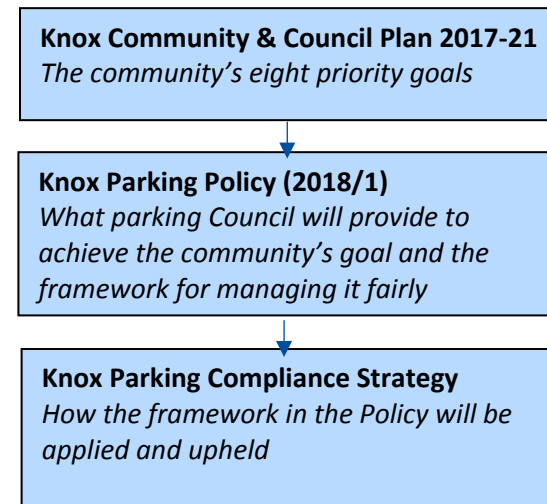 Knox Community & Council Plan 2017-21
The community’s eight priority goals
Knox Parking Policy (2018/1)
What parking Council will provide to
achieve the community’s goal and the
framework for managing it fairly
Knox Parking Compliance Strategy
How the framework in the Policy will be
applied and upheld